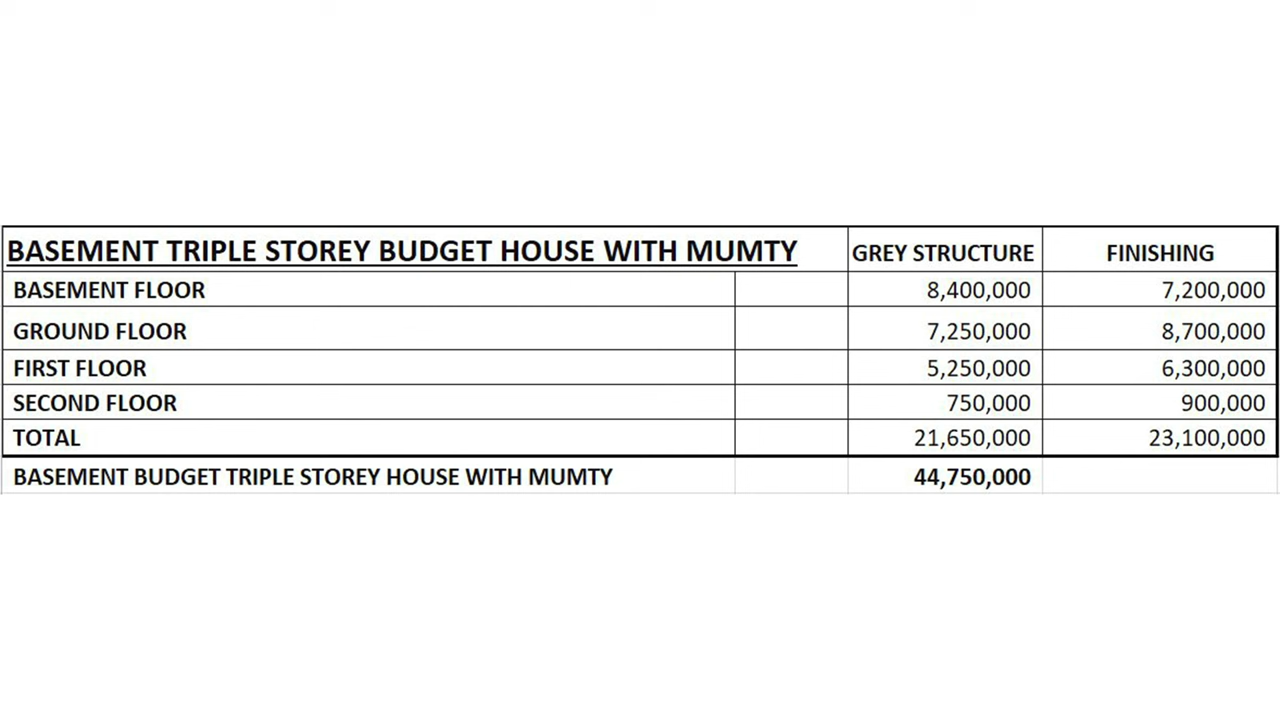 BASEMENT TRIPLE STOREY BUDGET HOUSE WITH MUMTY GREY STRUCTURE FINISHING
BASEMENT FLOOR 8,400,000 7,200,000
GROUND FLOOR 7,250,000 8,700,000
FIRST FLOOR 5,250,000 6,300,000
SECOND FLOOR 750,000 900,000
TOTAL 21,650,000 23,100,000
BASEMENT BUDGET TRIPLE STOREY HOUSE WITH MUMTY 44,750,000